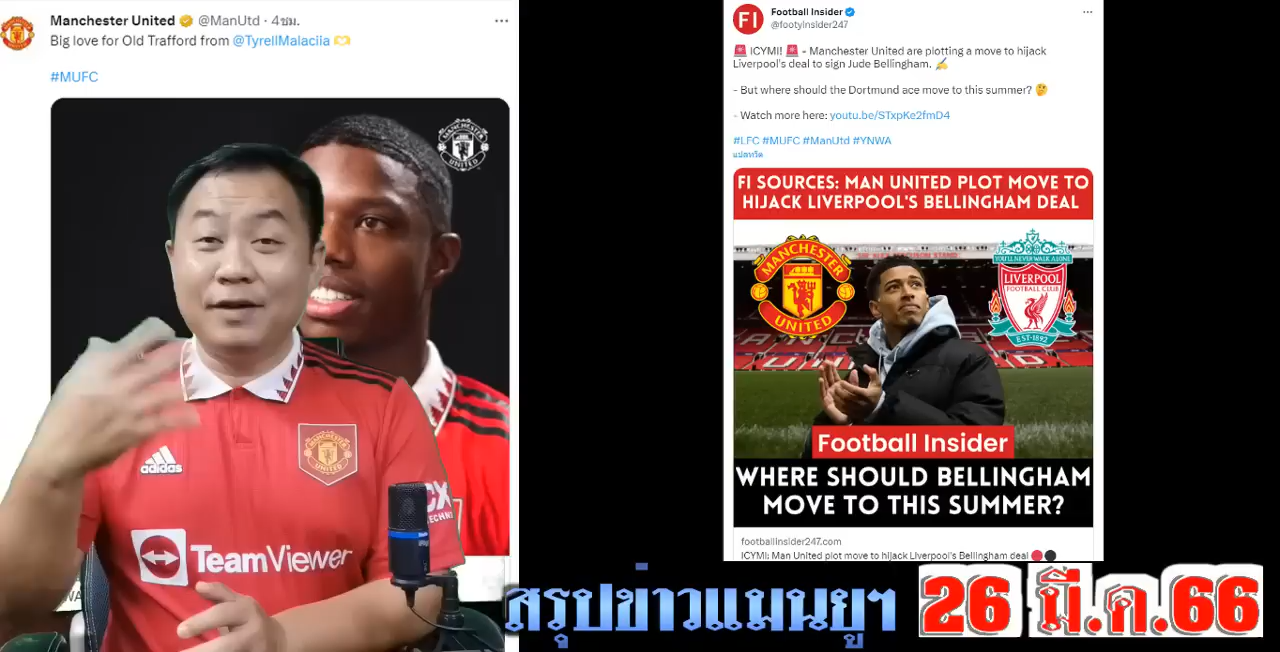 Manchester United @ManUtd · 4ชม.
Big love for Old Trafford from @TyrellMalaciia 🫶
#MUFC
MANCHESTER
UNITED
MANCHESTER
UNITED
adidas
TeamViewer
Football Insider
@footyinsider247
🚨 ICYMI! 🚨 - Manchester United are plotting a move to hijack
Liverpool's deal to sign Jude Bellingham. ✍️
- But where should the Dortmund ace move to this summer? 🤔
- Watch more here: youtu.be/STxpKe2fmD4
#LFC #MUFC #ManUtd #YNWA
แปลทวีต
FI SOURCES: MAN UNITED PLOT MOVE TO
HIJACK LIVERPOOL'S BELLINGHAM DEAL
MANCHESTER
UNITED
YOU'LL NEVER WALK ALONE
LIVERPOOL
FOOTBALL CLUB
EST·1892
Football Insider
WHERE SHOULD BELLINGHAM
MOVE TO THIS SUMMER?
footballinsider247.com
ICYMI: Man United plot move to hijack Liverpool's Bellingham deal 🔴⚫
สรุปข่าวแมนยูฯ 26 มี.ค.66